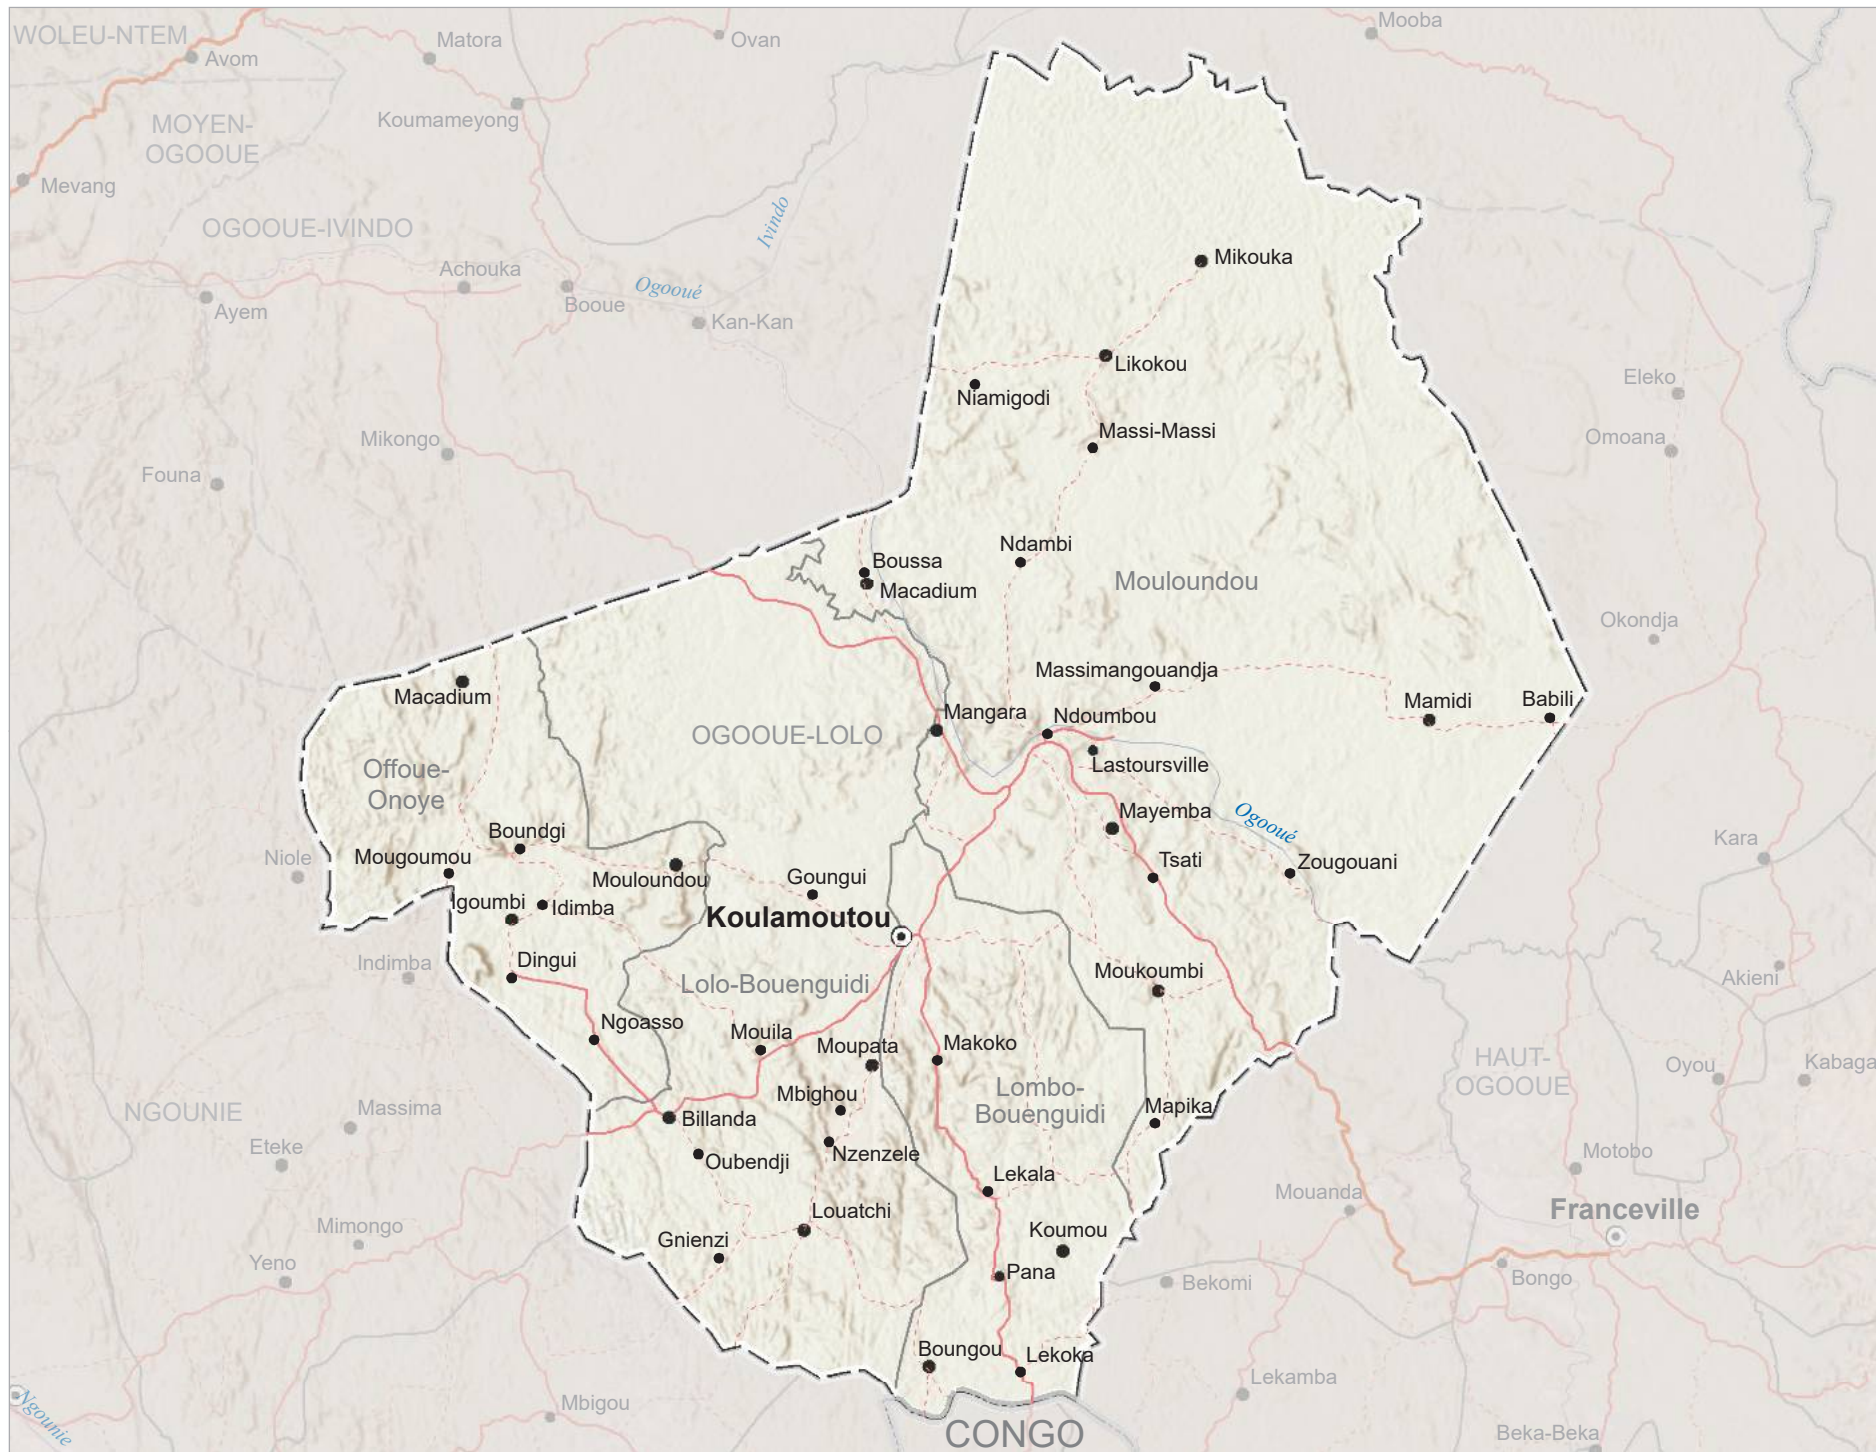 WOLEU-NTEM
Avom
Matora
Ovan
Mooba
MOYEN-
OGOOUE
Koumameyong
Mevang
OGOOUE-IVINDO
Ivindo
Achouka
Ayem
Booue
Ogooué
Kan-Kan
Mikouka
Likokou
Niamigodi
Eleko
Massi-Massi
Omoana
Mikongo
Founa
Ndambi
Boussa
Macadium
Mouloundou
Okondja
Massimangouandja
Macadium
Mamidi
Babili
Mangara
Ndoumbou
OGOOUE-LOLO
Lastoursville
Offoue-
Onoye
Mayemba
Ogooué
Boundgi
Kara
Niole
Mougoumou
Mouloundou
Goungui
Tsati
Zougouani
Igoumbi
Idimba
Koulamoutou
Dingui
Indimba
Lolo-Bouenguidi
Moukoumbi
Akieni
Ngoasso
Mouila
Moupata
Makoko
HAUT-
OGOOUE
Oyou
Kabaga
Mbighou
Lombo-
Bouenguidi
Mapika
NGOUNIE
Massima
Billanda
Eteke
Oubendji
Nzenzele
Motobo
Lekala
Mouanda
Louatchi
Franceville
Mimongo
Gnienzi
Koumou
Yeno
Pana
Bekomi
Bongo
Boungou
Lekoka
Lekamba
Mbigou
Ngounie
CONGO
Beka-Beka